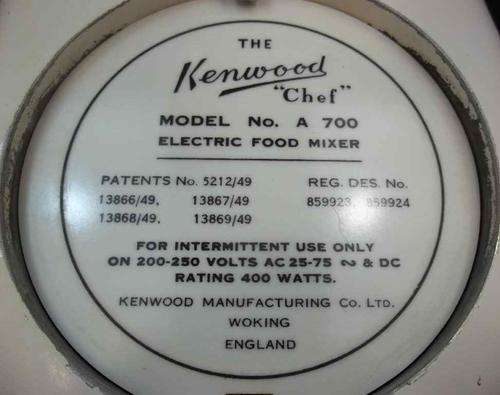 THE
Kenwood
"Chef"
MODEL No. A 700
ELECTRIC FOOD MIXER
PATENTS No. 5212/49 REG. DES. No.
13866/49, 13867/49 859923, 859924
13868/49, 13869/49
FOR INTERMITTENT USE ONLY
ON 200-250 VOLTS AC 25-75 ∾ & DC
RATING 400 WATTS.
KENWOOD MANUFACTURING Co. LTD.
WOKING
ENGLAND